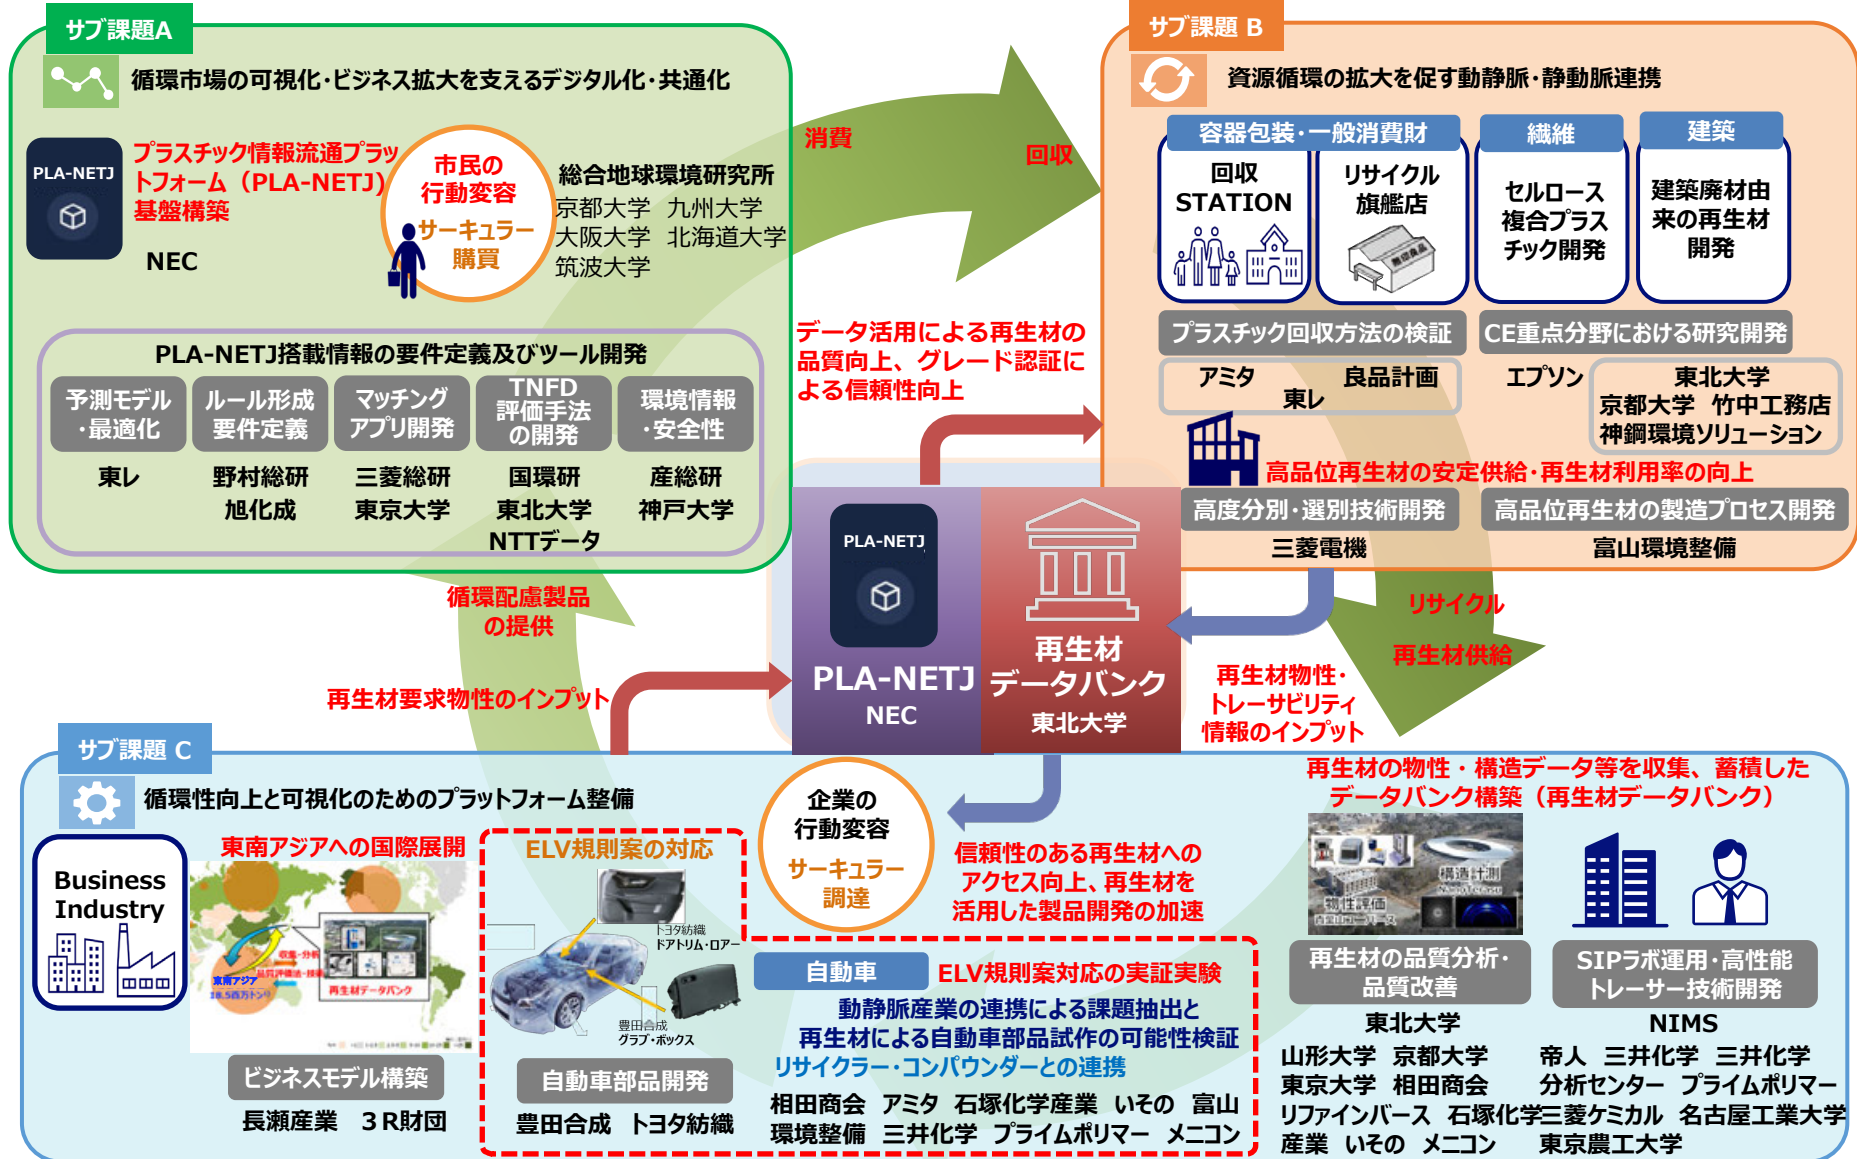 サブ課題A
循環市場の可視化・ビジネス拡大を支えるデジタル化・共通化
PLA-NETJ
プラスチック情報流通プラッ
トフォーム（PLA-NETJ）
基盤構築
NEC
市民の
行動変容
サーキュラー
購買
総合地球環境研究所
京都大学 九州大学
大阪大学 北海道大学
筑波大学
PLA-NETJ搭載情報の要件定義及びツール開発
予測モデル
・最適化
東レ
ルール形成
要件定義
野村総研
旭化成
マッチング
アプリ開発
三菱総研
東京大学
TNFD
評価手法
の開発
国環研
東北大学
NTTデータ
環境情報
・安全性
産総研
神戸大学
消費
回収
サブ課題 B
資源循環の拡大を促す動静脈・静動脈連携
容器包装・一般消費財
回収
STATION
リサイクル
旗艦店
無印良品
繊維
セルロース
複合プラス
チック開発
建築
建築廃材由
来の再生材
開発
プラスチック回収方法の検証
アミタ 良品計画
東レ
CE重点分野における研究開発
エプソン
東北大学
京都大学 竹中工務店
神鋼環境ソリューション
高品位再生材の安定供給・再生材利用率の向上
高度分別・選別技術開発
三菱電機
高品位再生材の製造プロセス開発
富山環境整備
データ活用による再生材の
品質向上、グレード認証に
よる信頼性向上
PLA-NETJ
PLA-NETJ
NEC
再生材
データバンク
東北大学
循環配慮製品
の提供
再生材要求物性のインプット
リサイクル
再生材供給
再生材物性・
トレーサビリティ
情報のインプット
サブ課題 C
循環性向上と可視化のためのプラットフォーム整備
Business
Industry
東南アジアへの国際展開
収集・分析
品質評価法・技術
東南アジア
再生材データバンク
ビジネスモデル構築
長瀬産業 3R財団
ELV規則案の対応
トヨタ紡織
ドアトリム・ロアー
豊田合成
グラブ・ボックス
自動車部品開発
豊田合成 トヨタ紡織
企業の
行動変容
サーキュラー
調達
信頼性のある再生材への
アクセス向上、再生材を
活用した製品開発の加速
自動車
ELV規則案対応の実証実験
動静脈産業の連携による課題抽出と
再生材による自動車部品試作の可能性検証
リサイクラー・コンパウンダーとの連携
相田商会 アミタ 石塚化学産業 いその 富山
環境整備 三井化学 プライムポリマー メニコン
再生材の物性・構造データ等を収集、蓄積した
データバンク構築（再生材データバンク）
構造計測
NanoTerasu
物性評価
再生材の品質分析・
品質改善
東北大学
山形大学 京都大学
東京大学 相田商会
リファインバース 石塚化学
産業 いその メニコン
SIPラボ運用・高性能
トレーサー技術開発
NIMS
帝人 三井化学 三井化学
分析センター プライムポリマー
三菱ケミカル 名古屋工業大学
東京農工大学